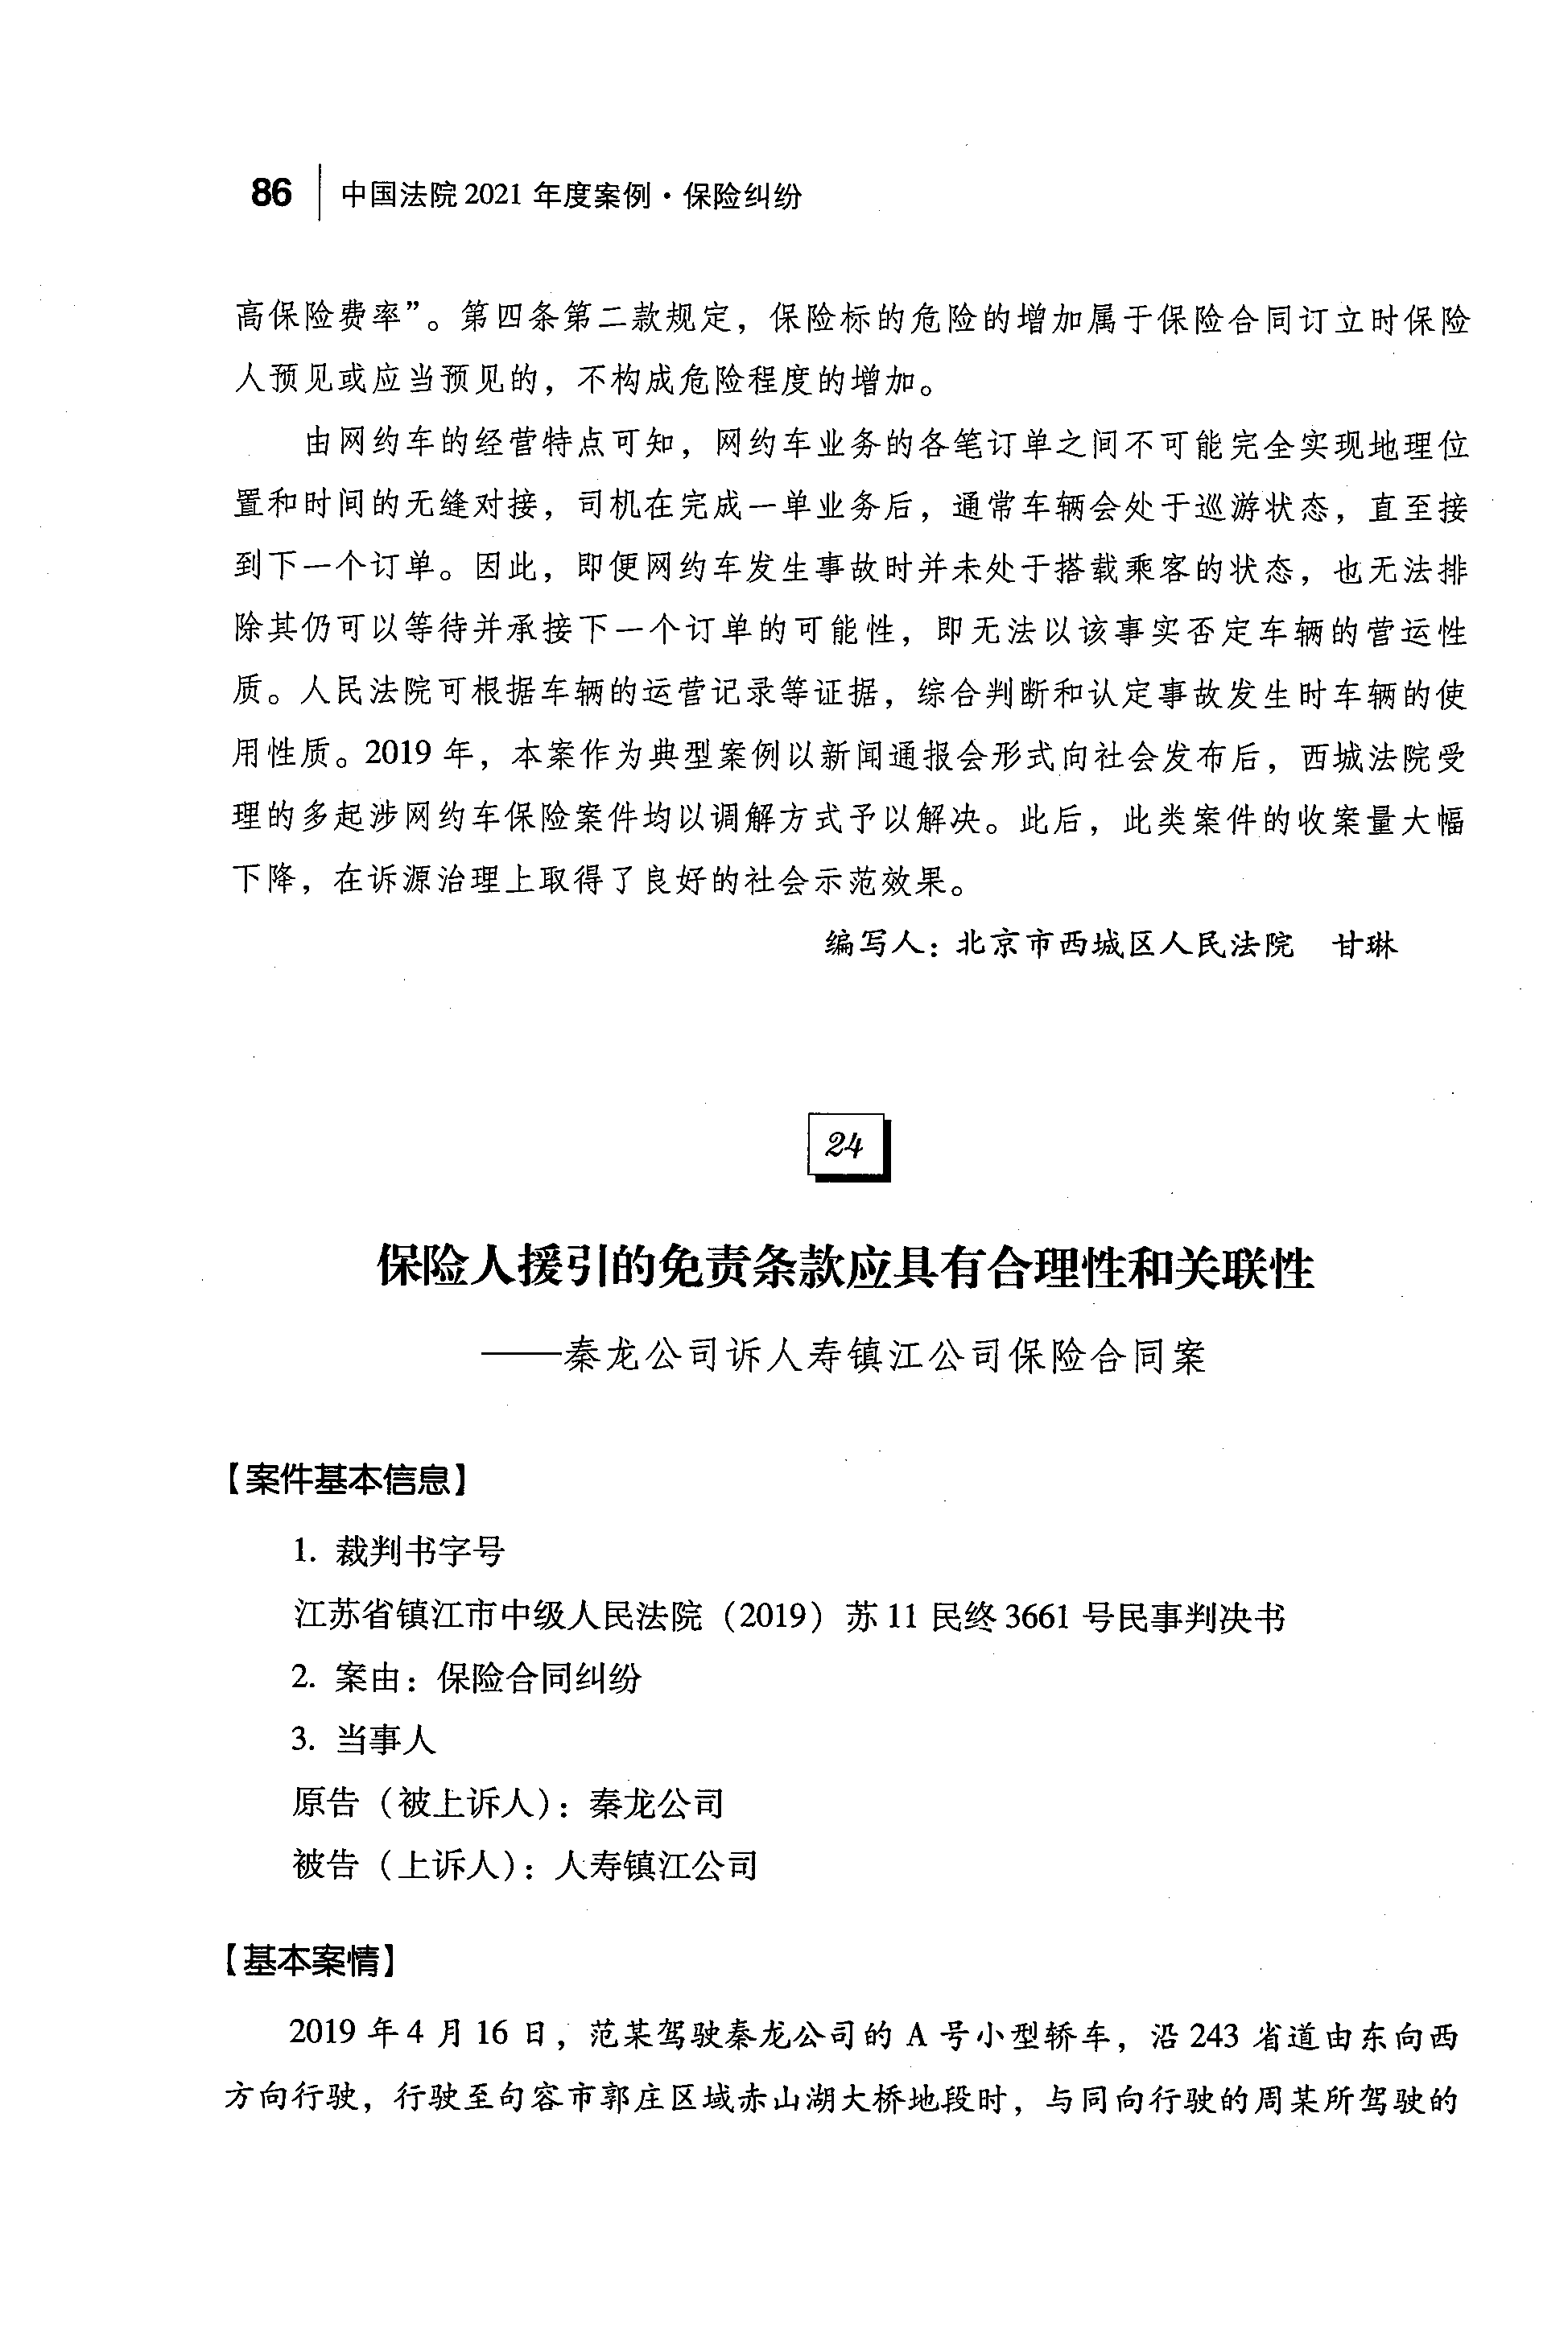 86 中国法院2021年度案例·保险纠纷
高保险费率”。第四条第二款规定，保险标的危险的增加属于保险合同订立时保险
人预见或应当预见的，不构成危险程度的增加。
由网约车的经营特点可知，网约车业务的各笔订单之间不可能完全实现地理位
置和时间的无缝对接，司机在完成一单业务后，通常车辆会处于巡游状态，直至接
到下一个订单。因此，即便网约车发生事故时并未处于搭载乘客的状态，也无法排
除其仍可以等待并承接下一个订单的可能性，即无法以该事实否定车辆的营运性
质。人民法院可根据车辆的运营记录等证据，综合判断和认定事故发生时车辆的使
用性质。2019年，本案作为典型案例以新闻通报会形式向社会发布后，西城法院受
理的多起涉网约车保险案件均以调解方式予以解决。此后，此类案件的收案量大幅
下降，在诉源治理上取得了良好的社会示范效果。
编写人：北京市西城区人民法院 甘琳
24
保险人援引的免责条款应具有合理性和关联性
——秦龙公司诉人寿镇江公司保险合同案
【案件基本信息】
1. 裁判书字号
江苏省镇江市中级人民法院（2019）苏11民终3661号民事判决书
2. 案由：保险合同纠纷
3. 当事人
原告（被上诉人）：秦龙公司
被告（上诉人）：人寿镇江公司
【基本案情】
2019年4月16日，范某驾驶秦龙公司的A号小型轿车，沿243省道由东向西
方向行驶，行驶至句容市郭庄区域赤山湖大桥地段时，与同向行驶的周某所驾驶的